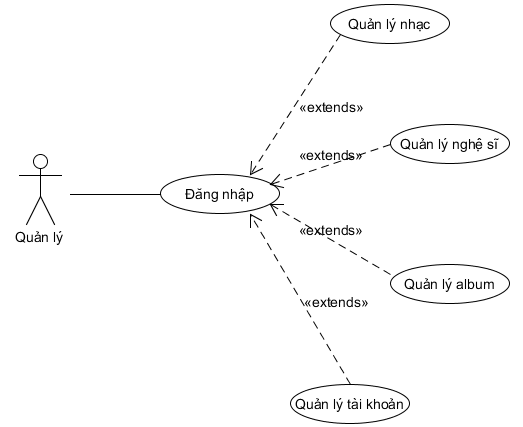 Quản lý nhạc
«extends»
Quản lý nghệ sĩ
«extends»
Đăng nhập
Quản lý
«extends»
Quản lý album
«extends»
Quản lý tài khoản